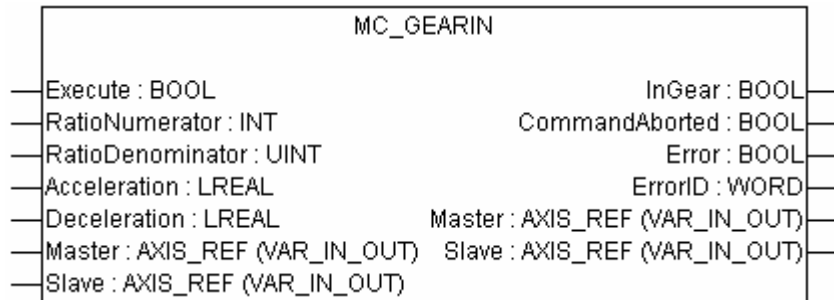 MC_GEARIN
Execute : BOOL InGear : BOOL
RatioNumerator : INT CommandAborted : BOOL
RatioDenominator : UINT Error : BOOL
Acceleration : LREAL ErrorID : WORD
Deceleration : LREAL Master : AXIS_REF (VAR_IN_OUT)
Master : AXIS_REF (VAR_IN_OUT) Slave : AXIS_REF (VAR_IN_OUT)
Slave : AXIS_REF (VAR_IN_OUT)